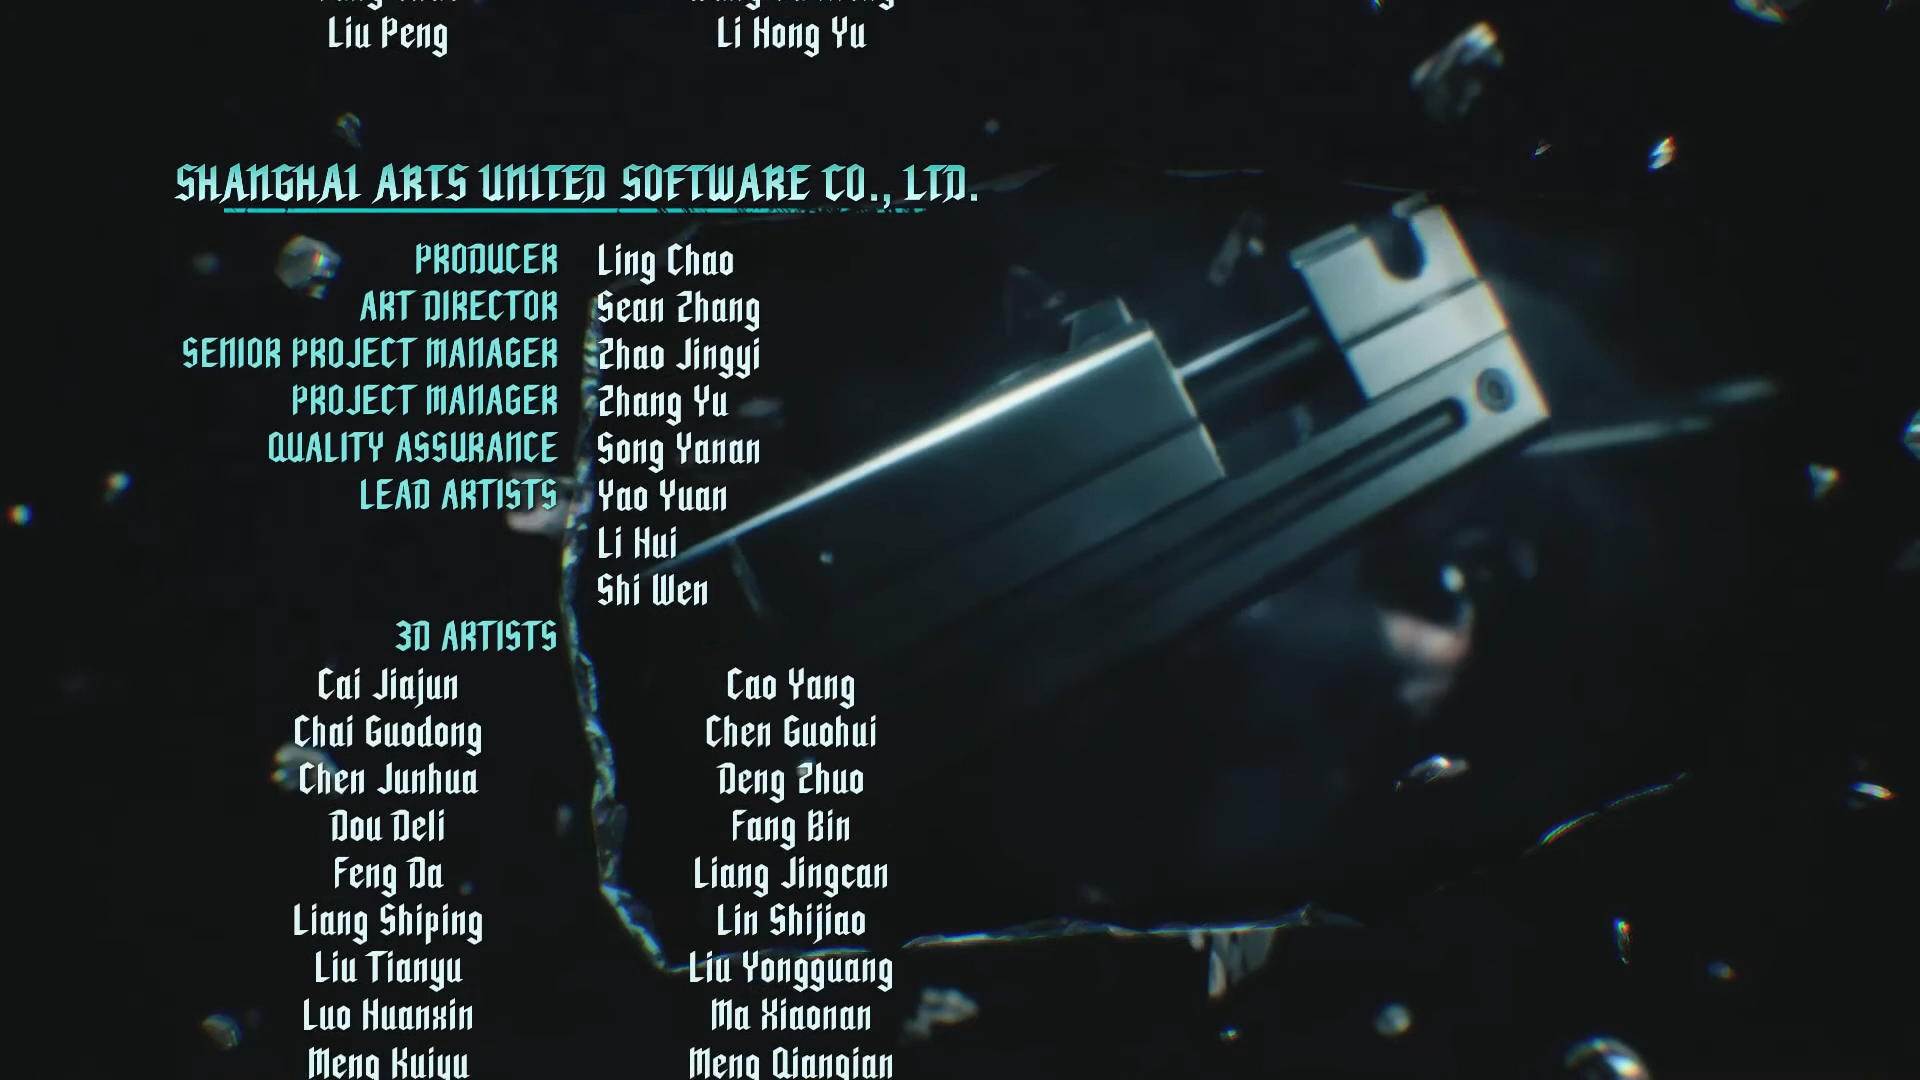 Liu Peng Li Hong Yu
SHANGHAI ARTS UNITED SOFTWARE CO., LTD.
PRODUCER Ling Chao
ART DIRECTOR Sean Zhang
SENIOR PROJECT MANAGER Zhao Jingyi
PROJECT MANAGER Zhang Yu
QUALITY ASSURANCE Song Yanan
LEAD ARTISTS Yao Yuan
Li Hui
Shi Wen
3D ARTISTS
Cai Jiajun Cao Yang
Chai Guodong Chen Guohui
Chen Junhua Deng Zhuo
Dou Deli Fang Bin
Feng Da Liang Jingcan
Liang Shiping Lin Shijiao
Liu Tianyu Liu Yongguang
Luo Huanxin Ma Xiaonan
Meng Kuiyu Meng Qianqian